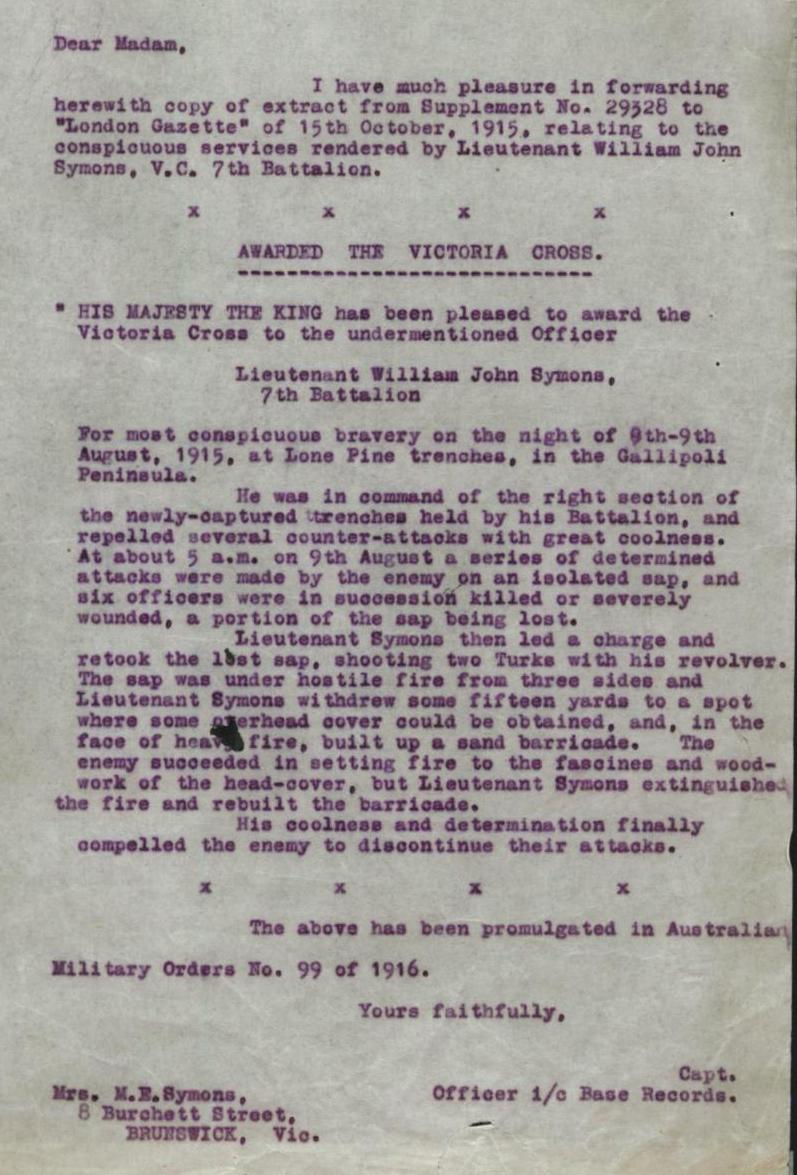 Dear Madam,
I have much pleasure in forwarding
herewith copy of extract from Supplement No. 29328 to
"London Gazette" of 15th October, 1915, relating to the
conspicuous services rendered by Lieutenant William John
Symons, V.C. 7th Battalion.
x x x x
AWARDED THE VICTORIA CROSS.
-----------------------------
" HIS MAJESTY THE KING has been pleased to award the
Victoria Cross to the undermentioned Officer
Lieutenant William John Symons,
7th Battalion
For most conspicuous bravery on the night of 8th-9th
August, 1915, at Lone Pine trenches, in the Gallipoli
Peninsula.
He was in command of the right section of
the newly-captured trenches held by his Battalion, and
repelled several counter-attacks with great coolness.
At about 5 a.m. on 9th August a series of determined
attacks were made by the enemy on an isolated sap, and
six officers were in succession killed or severely
wounded, a portion of the sap being lost.
Lieutenant Symons then led a charge and
retook the lost sap, shooting two Turks with his revolver.
The sap was under hostile fire from three sides and
Lieutenant Symons withdrew some fifteen yards to a spot
where some overhead cover could be obtained, and, in the
face of heavy fire, built up a sand barricade. The
enemy succeeded in setting fire to the fascines and wood-
work of the head-cover, but Lieutenant Symons extinguished
the fire and rebuilt the barricade.
His coolness and determination finally
compelled the enemy to discontinue their attacks.
x x x x
The above has been promulgated in Australian
Military Orders No. 99 of 1916.
Yours faithfully,
Capt.
Officer i/c Base Records.
Mrs. M.E.Symons,
8 Burchett Street,
BRUNSWICK, Vic.